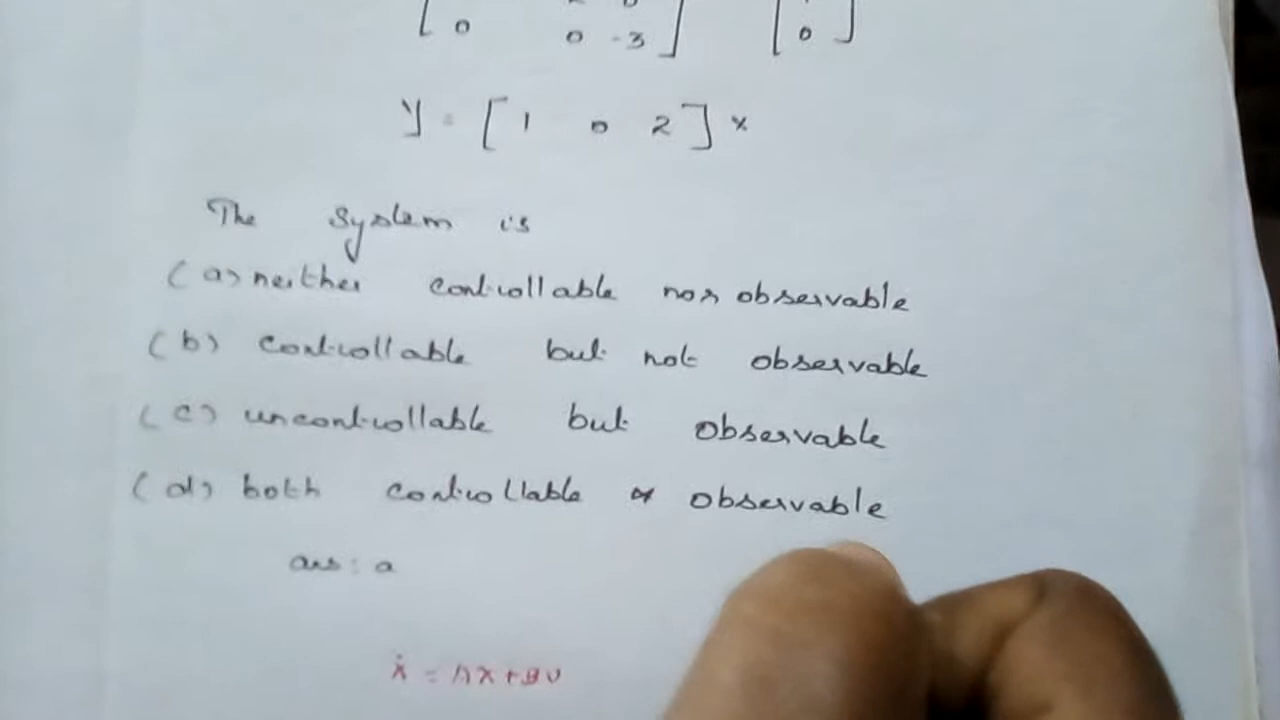 [ 0 0 -3 ] [ 0 ]
y = [ 1 0 2 ] x
The system is
(a) neither controllable nor observable
(b) controllable but not observable
(c) uncontrollable but observable
(d) both controllable & observable
ans: a
ẋ = AX+BU